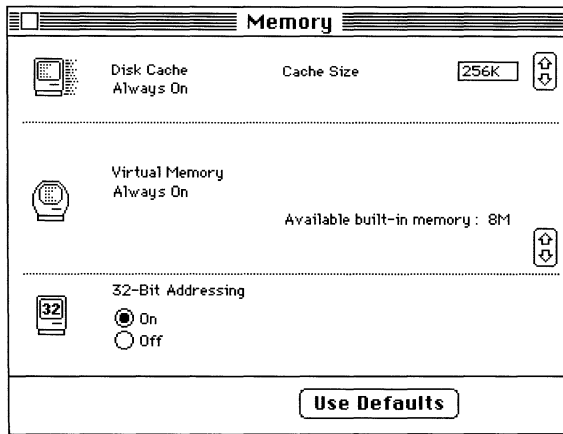 Memory
Disk Cache
Always On
Cache Size
256K
Virtual Memory
Always On
Available built-in memory : 8M
32
32-Bit Addressing
On
Off
Use Defaults